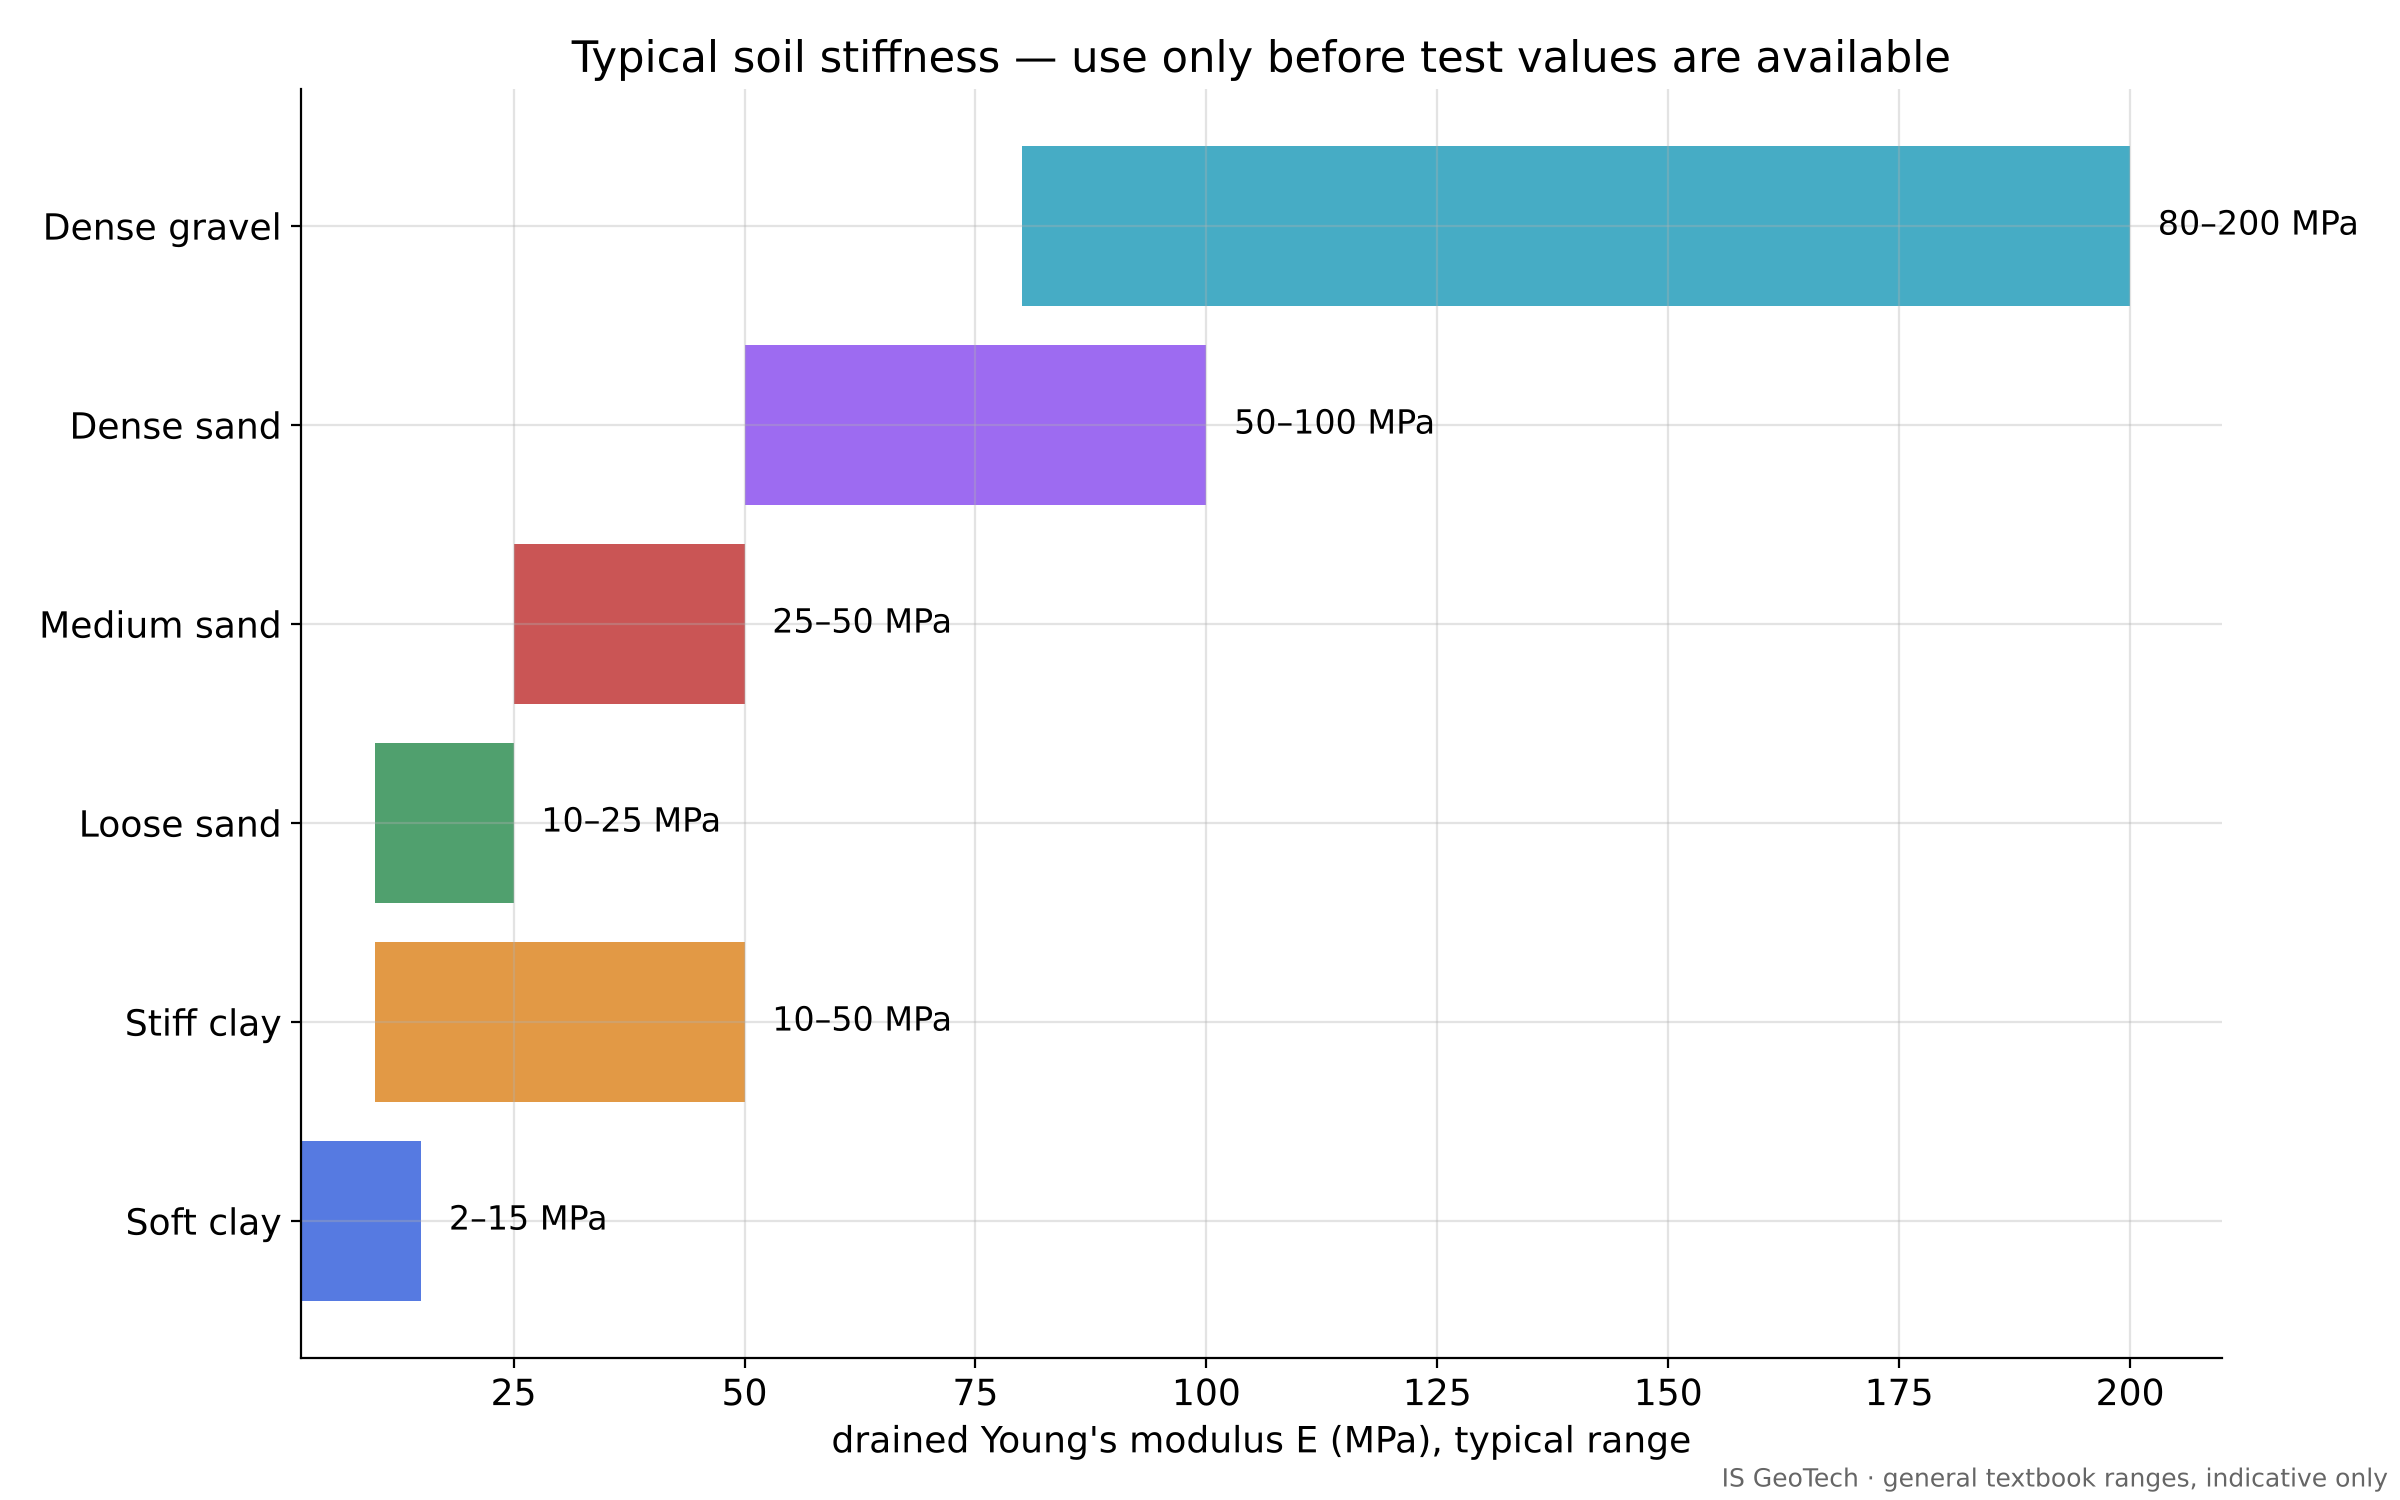 Typical soil stiffness — use only before test values are available
Dense gravel
80–200 MPa
Dense sand
50–100 MPa
Medium sand
25–50 MPa
Loose sand
10–25 MPa
Stiff clay
10–50 MPa
Soft clay
2–15 MPa
25 50 75 100 125 150 175 200
drained Young's modulus E (MPa), typical range
IS GeoTech · general textbook ranges, indicative only